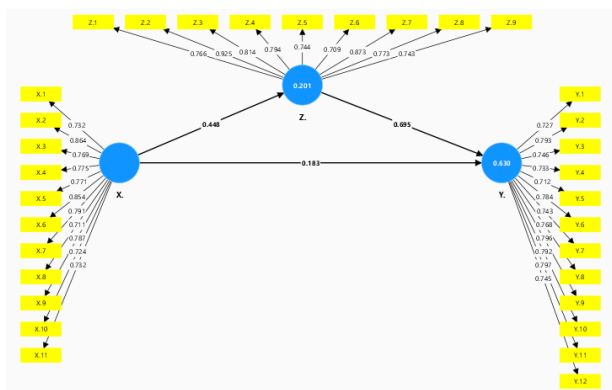 Z.1 Z.2 Z.3 Z.4 Z.5 Z.6 Z.7 Z.8 Z.9
0.766 0.925 0.814 0.794 0.744 0.709 0.873 0.773 0.743
0.201
Z.
X.1
X.2
X.3
X.4
X.5
X.6
X.7
X.8
X.9
X.10
X.11
0.732
0.864
0.769
0.775
0.771
0.854
0.791
0.711
0.787
0.724
0.732
X.
0.448
0.695
0.183
0.630
Y.
0.727
0.793
0.746
0.733
0.712
0.784
0.743
0.768
0.796
0.792
0.797
0.745
Y.1
Y.2
Y.3
Y.4
Y.5
Y.6
Y.7
Y.8
Y.9
Y.10
Y.11
Y.12